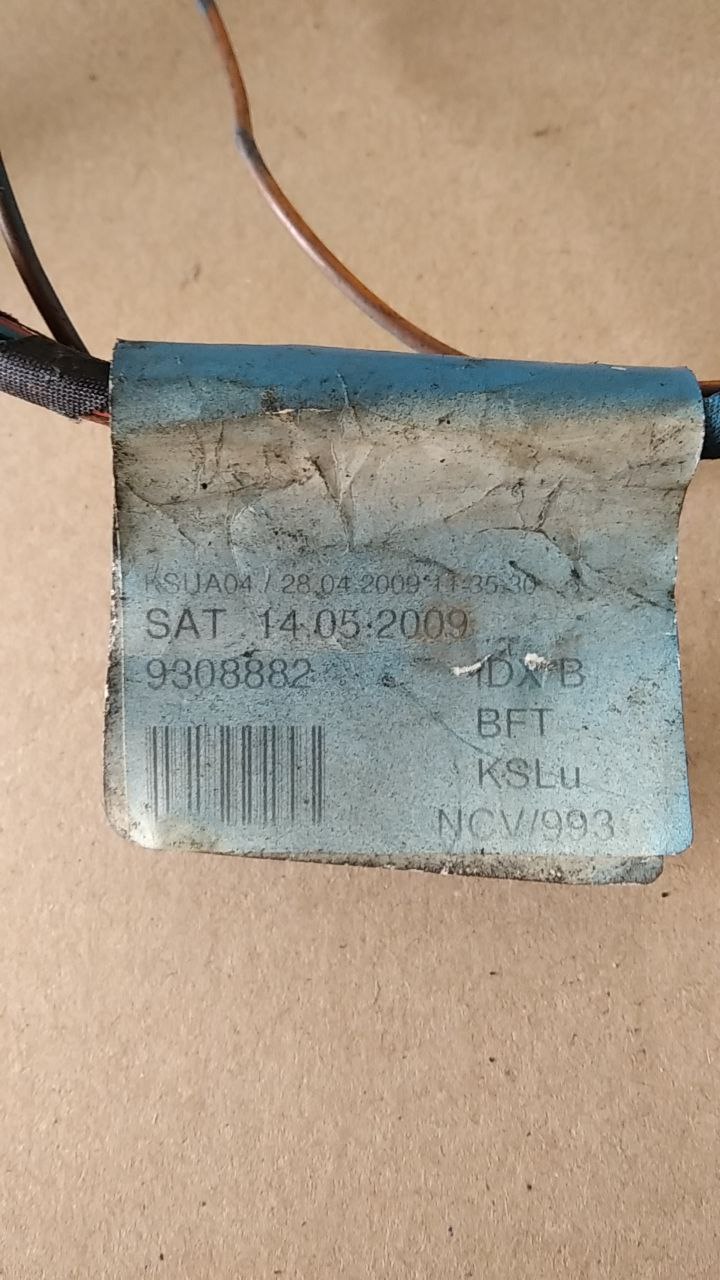 KSUA04 / 28.04.2009 11:35:30
SAT 14.05.2009
9308882 IDX B
BFT
KSLu
NCV/993